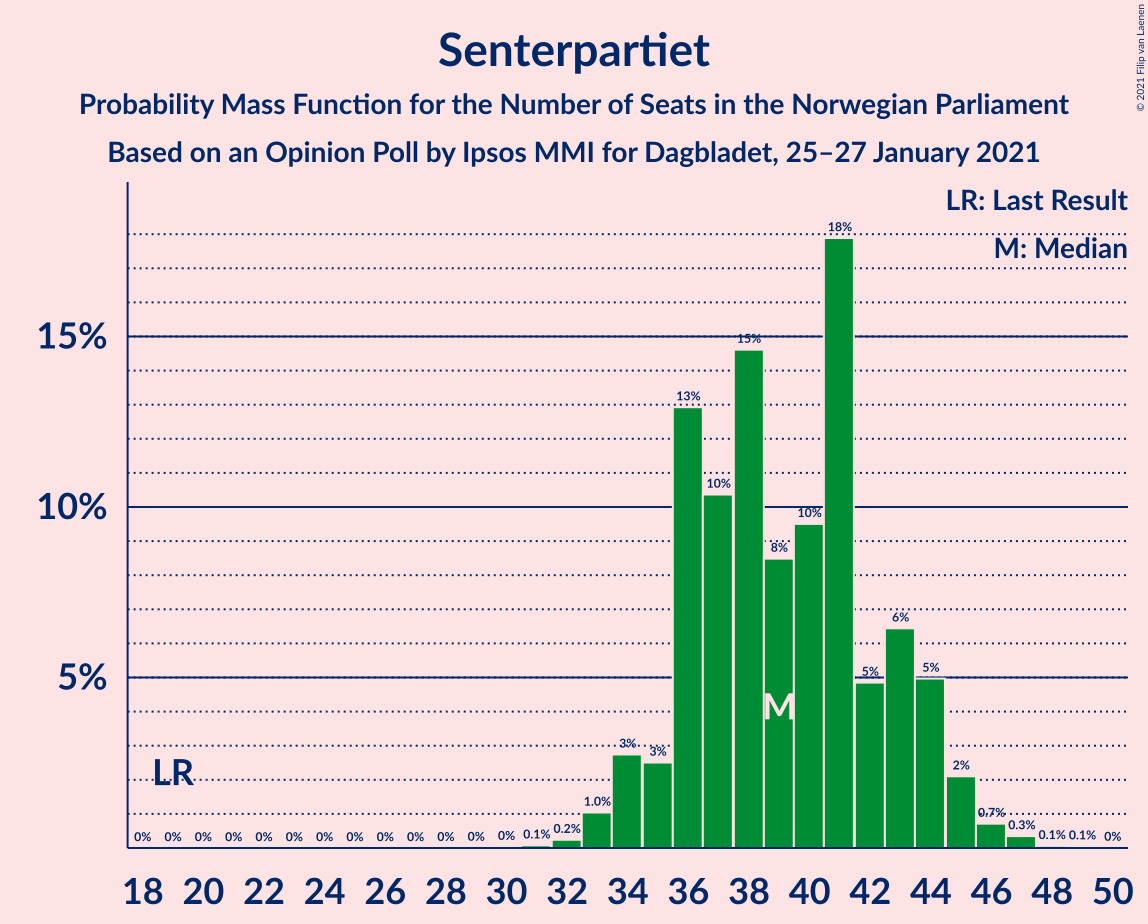 Senterpartiet
Probability Mass Function for the Number of Seats in the Norwegian Parliament
Based on an Opinion Poll by Ipsos MMI for Dagbladet, 25–27 January 2021
© 2021 Filip van Laenen
LR: Last Result
M: Median
15%
10%
5%
0% 0% 0% 0% 0% 0% 0% 0% 0% 0% 0% 0% 0% 0.1% 0.2% 1.0% 3% 3% 13% 10% 15% 8% 10% 18% 5% 6% 5% 2% 0.7% 0.3% 0.1% 0.1% 0%
LR
M
18 20 22 24 26 28 30 32 34 36 38 40 42 44 46 48 50